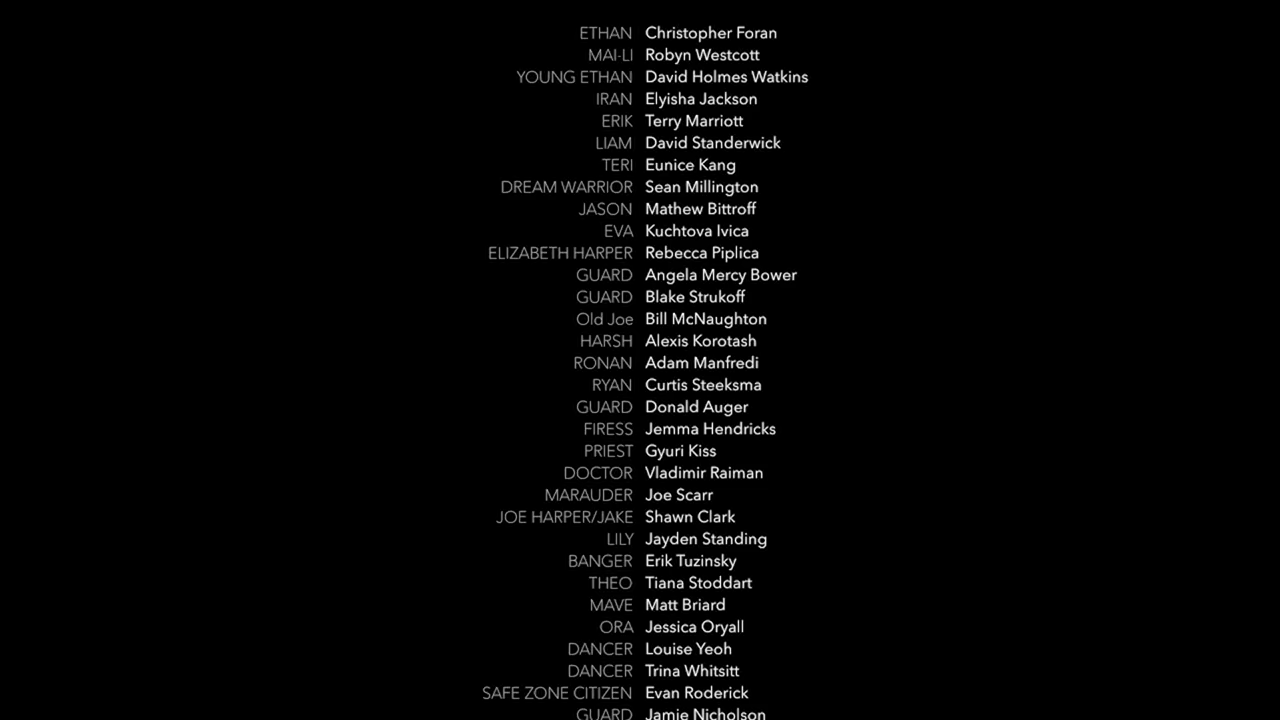 ETHAN Christopher Foran
MAI-LI Robyn Westcott
YOUNG ETHAN David Holmes Watkins
IRAN Elyisha Jackson
ERIK Terry Marriott
LIAM David Standerwick
TERI Eunice Kang
DREAM WARRIOR Sean Millington
JASON Mathew Bittroff
EVA Kuchtova Ivica
ELIZABETH HARPER Rebecca Piplica
GUARD Angela Mercy Bower
GUARD Blake Strukoff
Old Joe Bill McNaughton
HARSH Alexis Korotash
RONAN Adam Manfredi
RYAN Curtis Steeksma
GUARD Donald Auger
FIRESS Jemma Hendricks
PRIEST Gyuri Kiss
DOCTOR Vladimir Raiman
MARAUDER Joe Scarr
JOE HARPER/JAKE Shawn Clark
LILY Jayden Standing
BANGER Erik Tuzinsky
THEO Tiana Stoddart
MAVE Matt Briard
ORA Jessica Oryall
DANCER Louise Yeoh
DANCER Trina Whitsitt
SAFE ZONE CITIZEN Evan Roderick
GUARD Jamie Nicholson